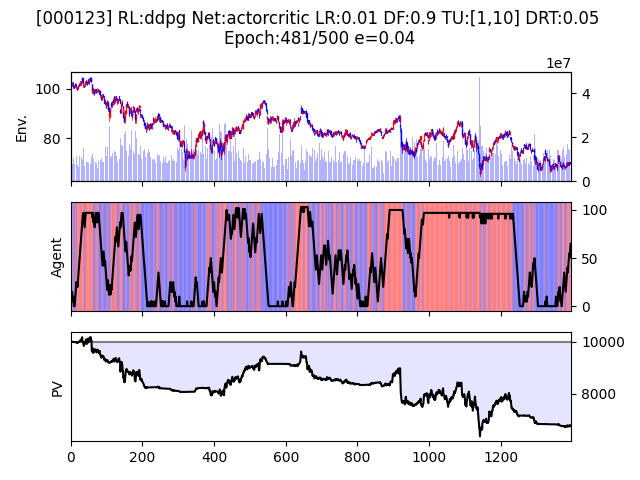 [000123] RL:ddpg Net:actorcritic LR:0.01 DF:0.9 TU:[1,10] DRT:0.05
Epoch:481/500 e=0.04
1e7
100
80
Env.
4
2
0
Agent
100
50
0
PV
10000
8000
0 200 400 600 800 1000 1200